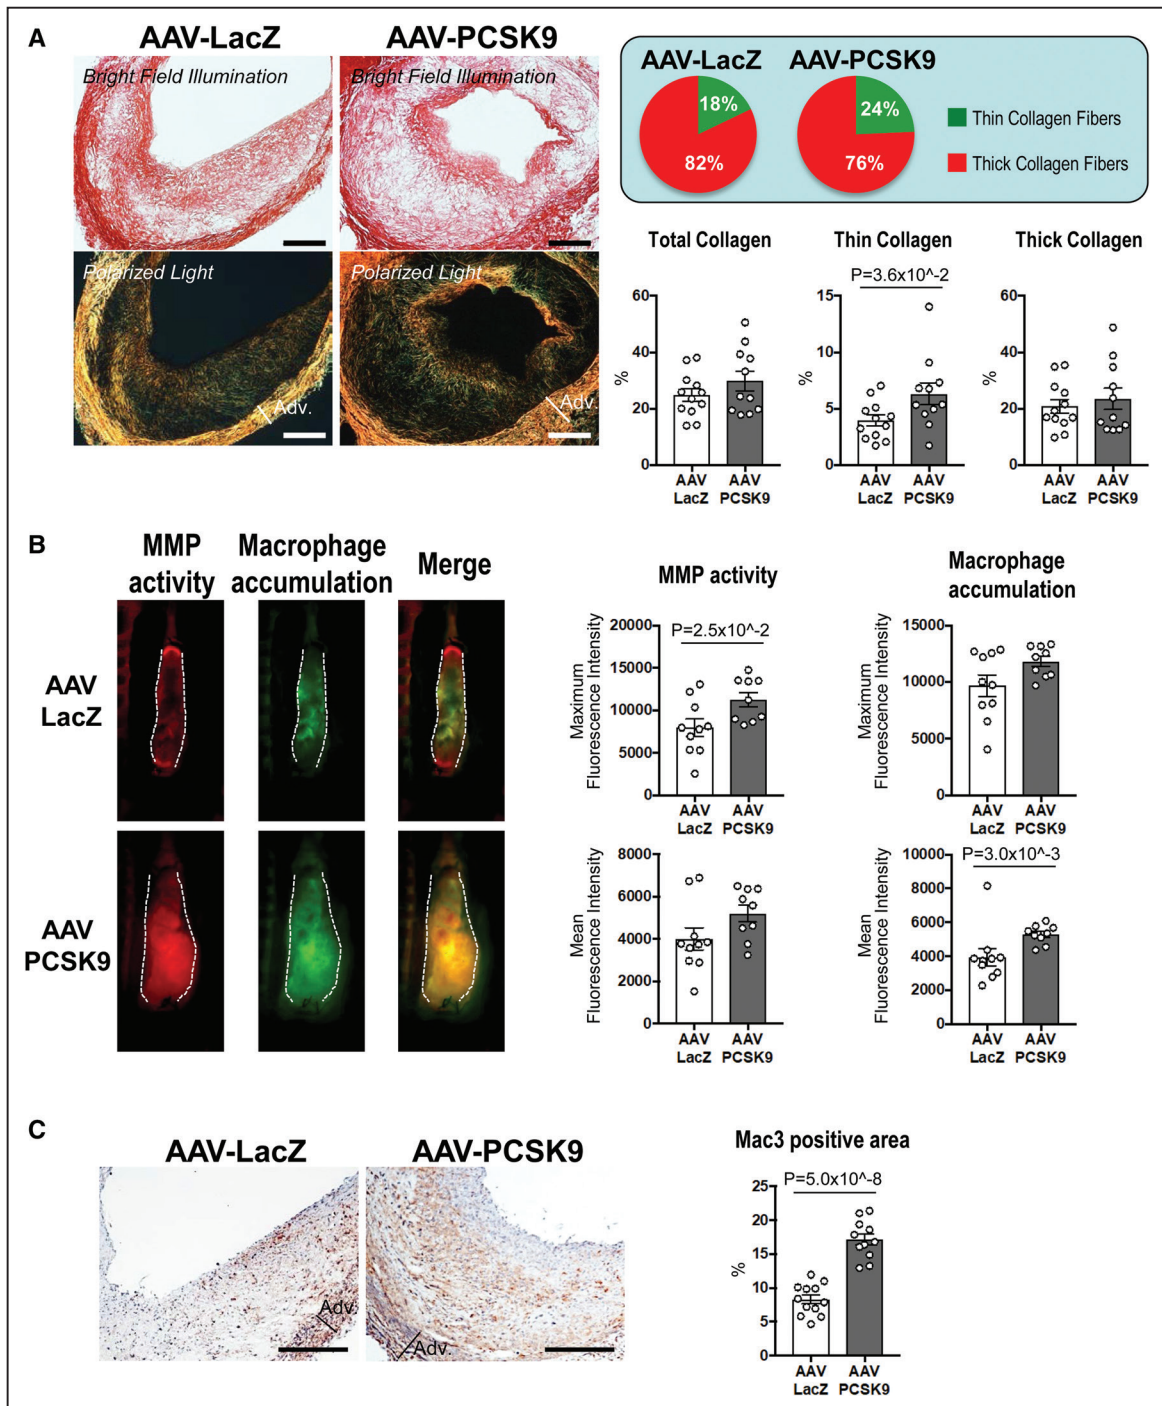 A
AAV-LacZ AAV-PCSK9
Bright Field Illumination Bright Field Illumination
Polarized Light Polarized Light
Adv. Adv.
AAV-LacZ AAV-PCSK9
18% 24%
82% 76%
Thin Collagen Fibers
Thick Collagen Fibers
Total Collagen
%
60
40
20
0
AAV AAV
LacZ PCSK9
Thin Collagen
P=3.6x10^-2
%
15
10
5
0
AAV AAV
LacZ PCSK9
Thick Collagen
%
60
40
20
0
AAV AAV
LacZ PCSK9
B
MMP
activity
Macrophage
accumulation
Merge
AAV
LacZ
AAV
PCSK9
MMP activity
P=2.5x10^-2
Maximum
Fluorescence Intensity
20000
15000
10000
5000
0
AAV AAV
LacZ PCSK9
Macrophage
accumulation
Maximum
Fluorescence Intensity
15000
10000
5000
0
AAV AAV
LacZ PCSK9
Mean
Fluorescence Intensity
8000
6000
4000
2000
0
AAV AAV
LacZ PCSK9
P=3.0x10^-3
Mean
Fluorescence Intensity
10000
8000
6000
4000
2000
0
AAV AAV
LacZ PCSK9
C
AAV-LacZ AAV-PCSK9
Adv. Adv.
Mac3 positive area
P=5.0x10^-8
%
25
20
15
10
5
0
AAV AAV
LacZ PCSK9